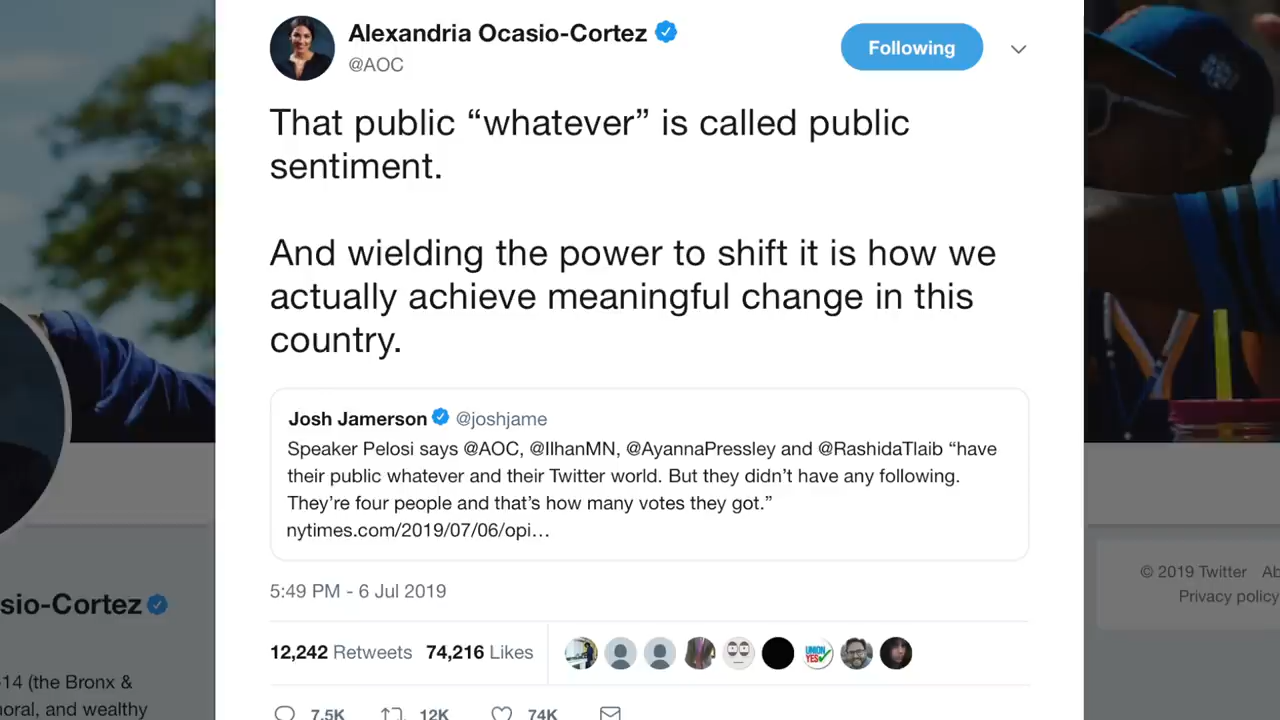 Alexandria Ocasio-Cortez
@AOC
Following
That public “whatever” is called public
sentiment.
And wielding the power to shift it is how we
actually achieve meaningful change in this
country.
Josh Jamerson @joshjame
Speaker Pelosi says @AOC, @IlhanMN, @AyannaPressley and @RashidaTlaib “have
their public whatever and their Twitter world. But they didn’t have any following.
They’re four people and that’s how many votes they got.”
nytimes.com/2019/07/06/opi…
5:49 PM - 6 Jul 2019
12,242 Retweets 74,216 Likes
UNION YES
7.5K 12K 74K
sio-Cortez
14 (the Bronx &
oral, and wealthy
© 2019 Twitter Ab
Privacy policy